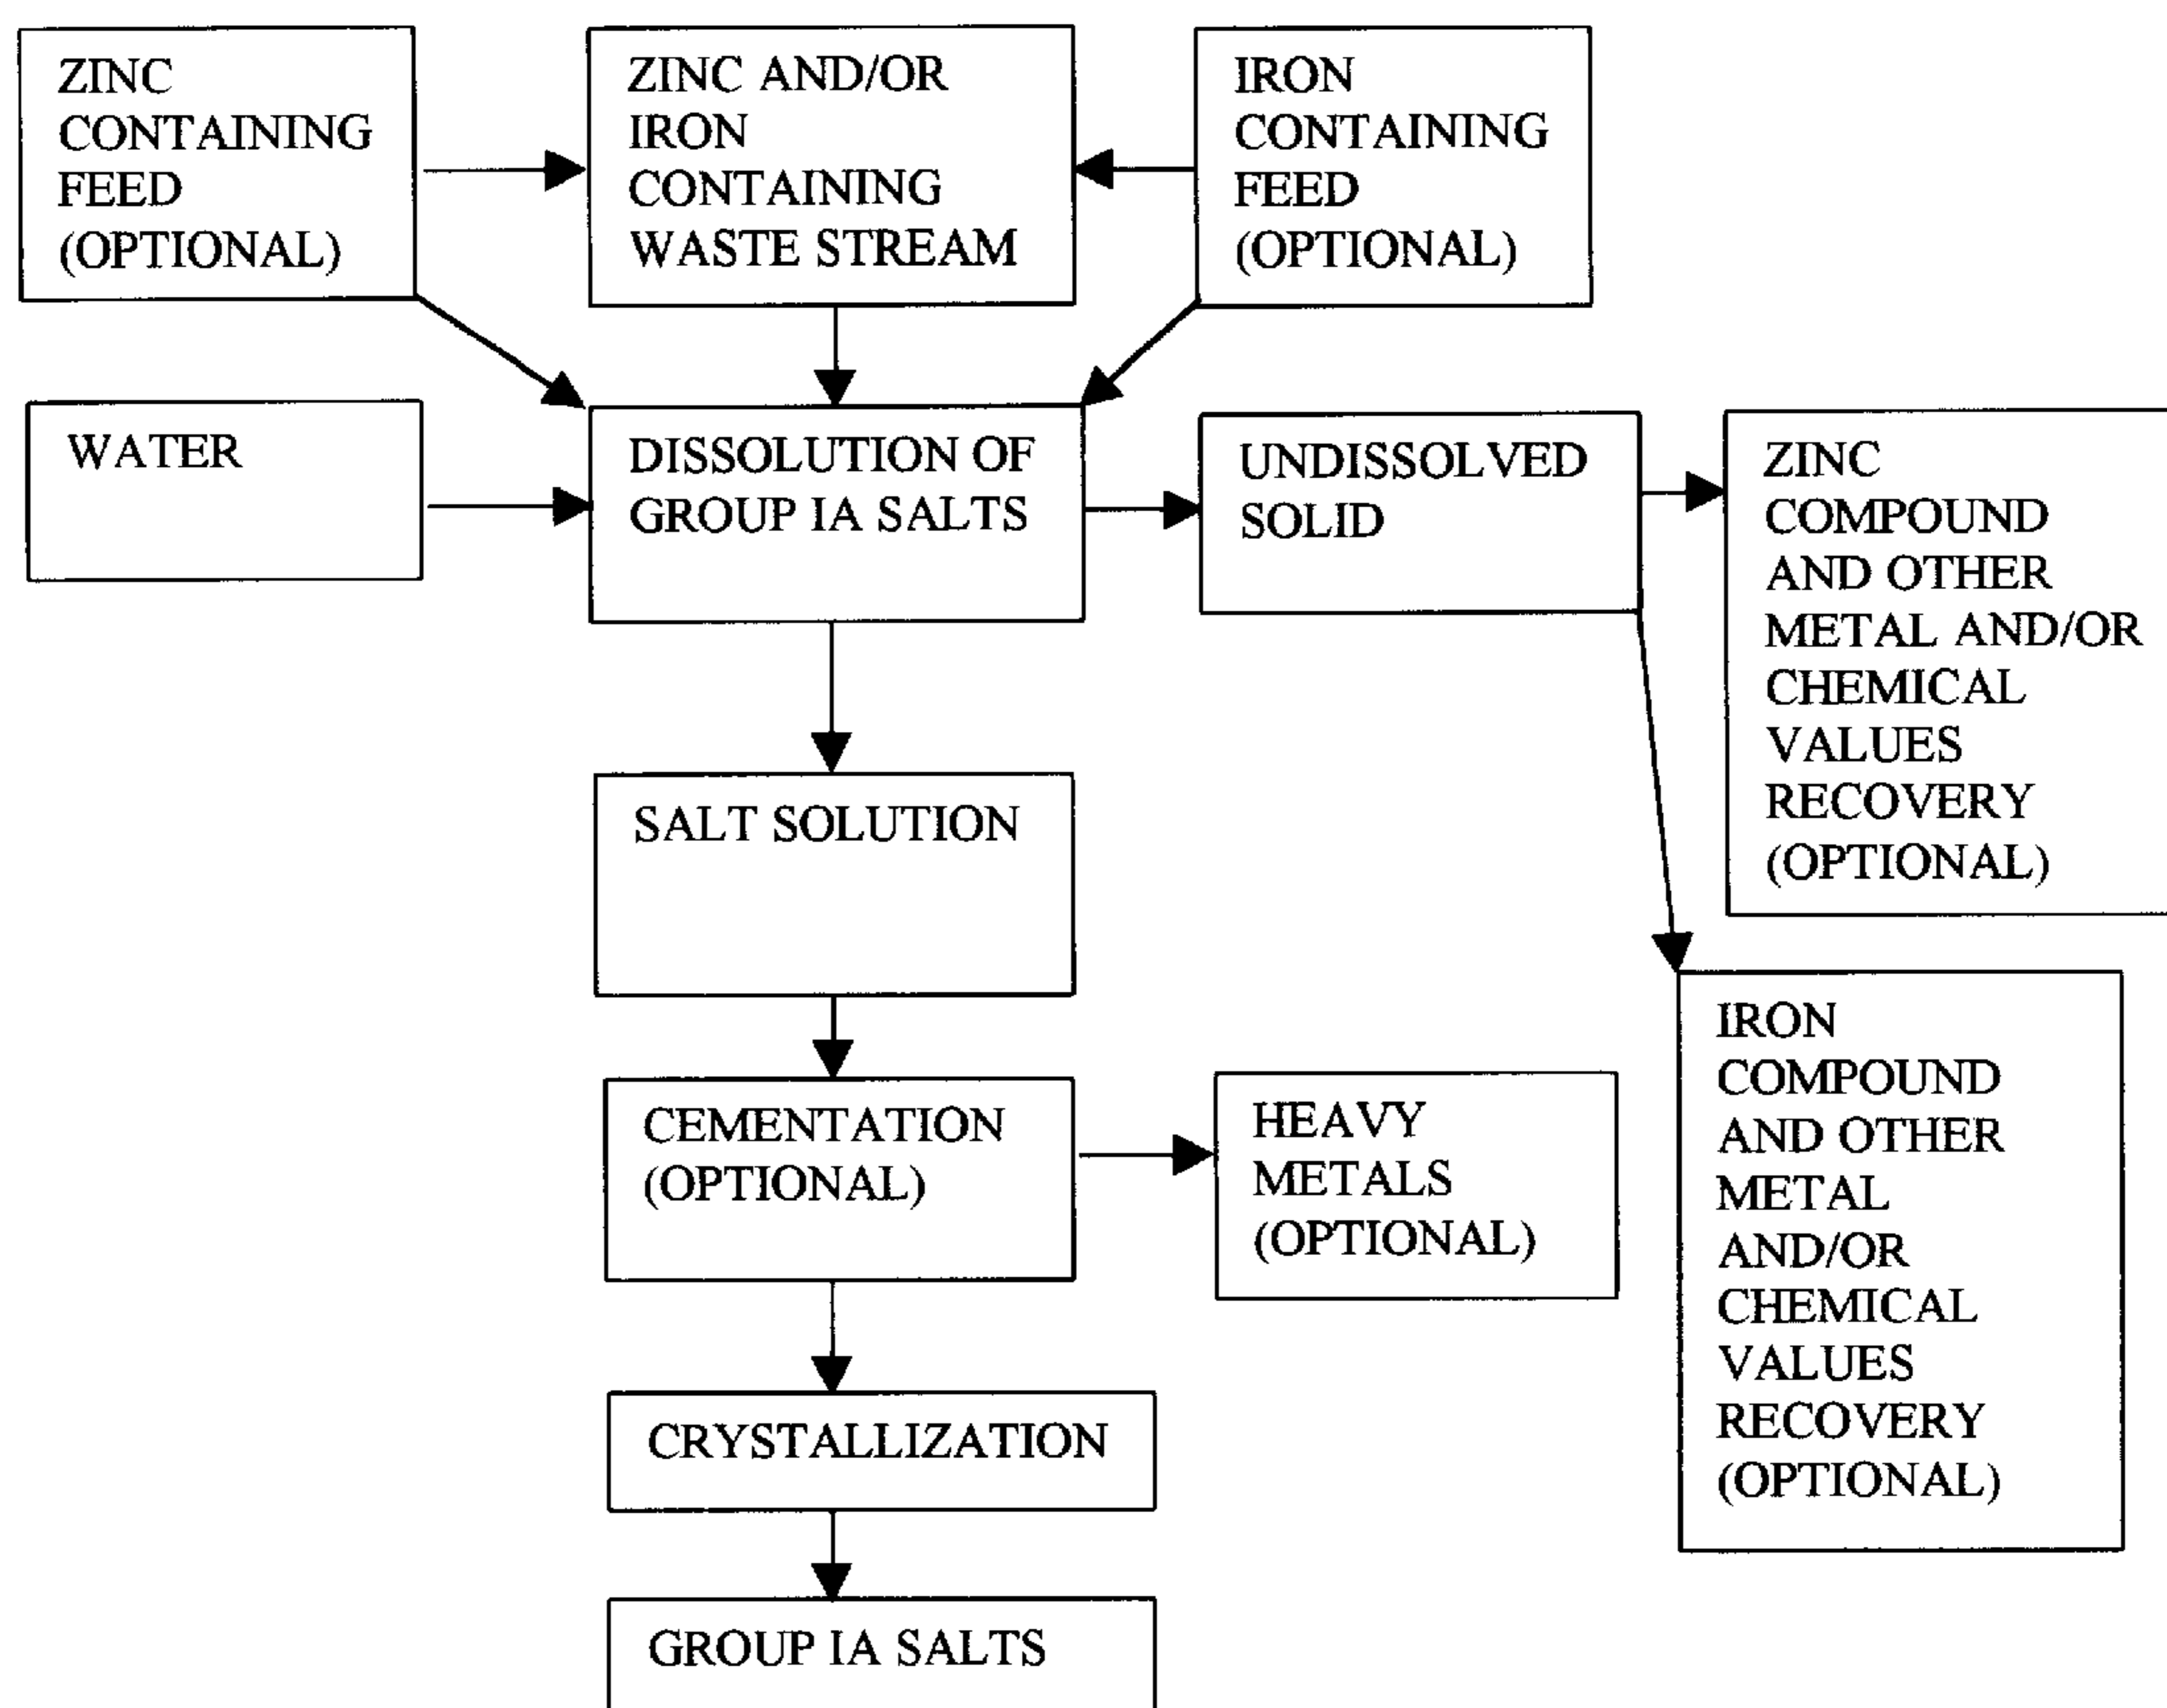 ZINC
CONTAINING
FEED
(OPTIONAL)
ZINC AND/OR
IRON
CONTAINING
WASTE STREAM
IRON
CONTAINING
FEED
(OPTIONAL)
WATER
DISSOLUTION OF
GROUP IA SALTS
UNDISSOLVED
SOLID
ZINC
COMPOUND
AND OTHER
METAL AND/OR
CHEMICAL
VALUES
RECOVERY
(OPTIONAL)
SALT SOLUTION
IRON
COMPOUND
AND OTHER
METAL
AND/OR
CHEMICAL
VALUES
RECOVERY
(OPTIONAL)
CEMENTATION
(OPTIONAL)
HEAVY
METALS
(OPTIONAL)
CRYSTALLIZATION
GROUP IA SALTS